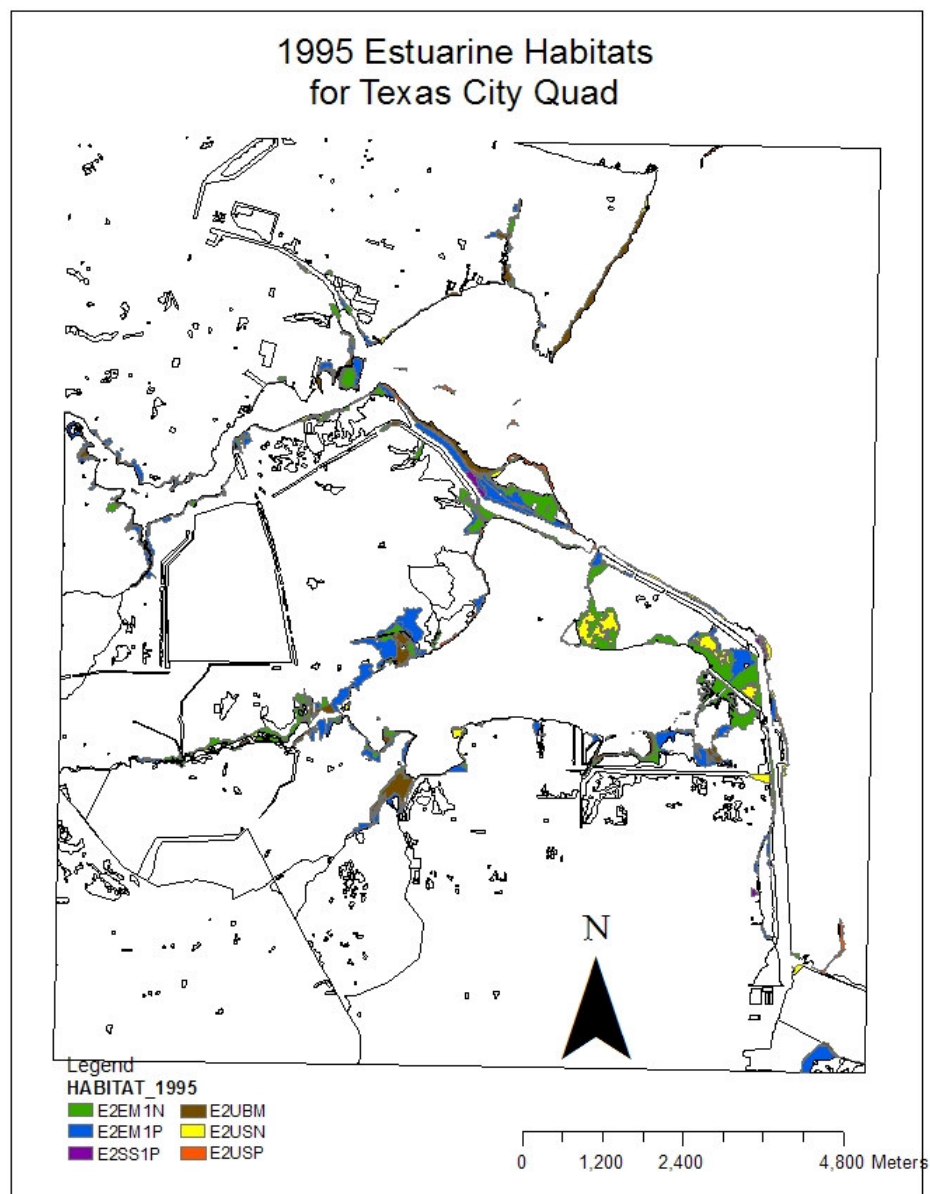 1995 Estuarine Habitats
for Texas City Quad
N
Legend
HABITAT_1995
E2EM1N E2UBM
E2EM1P E2USN
E2SS1P E2USP
0 1,200 2,400 4,800 Meters